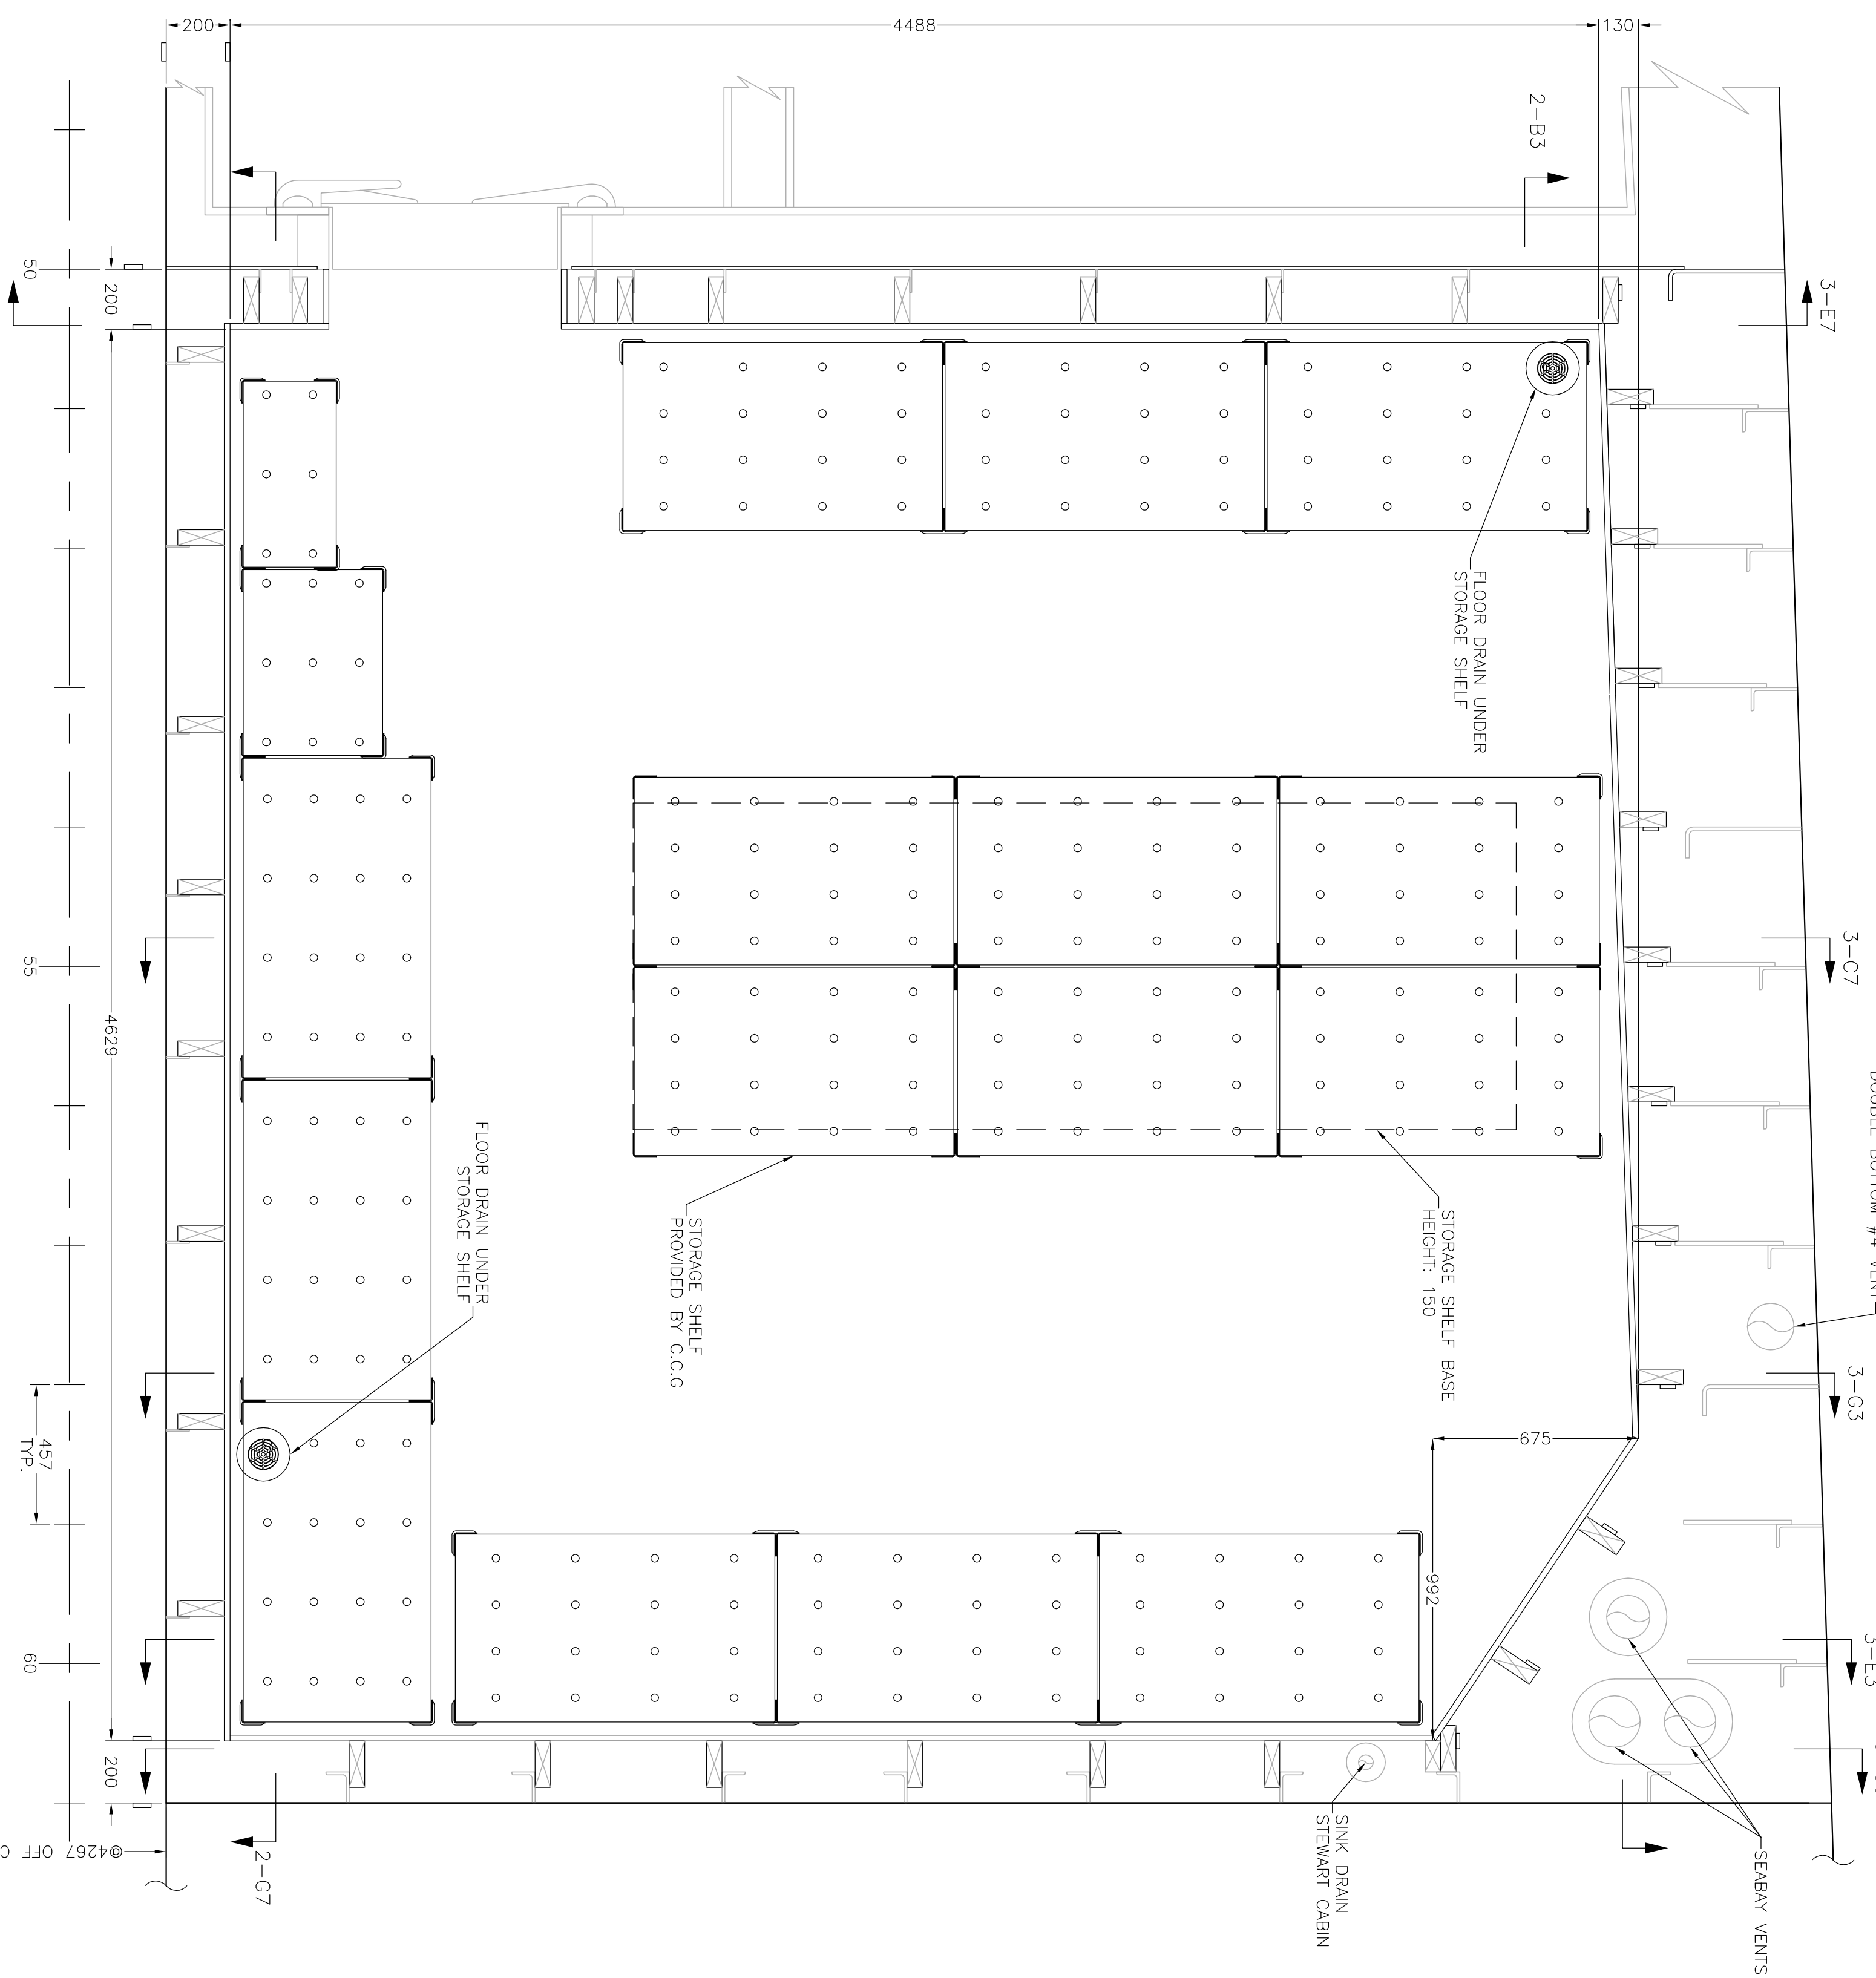 200
4488
130
2-B3
3-E7
50
200
FLOOR DRAIN UNDER
STORAGE SHELF
3-C7
55
4629
DOUBLE BOTTOM #4 VENT
FLOOR DRAIN UNDER
STORAGE SHELF
STORAGE SHELF
PROVIDED BY C.C.G
STORAGE SHELF BASE
HEIGHT: 150
3-G3
675
457
TYP.
992
3-E3
60
200
@4267 OFF
2-G7
SINK DRAIN
STEWART CABIN
SEABAY VENTS